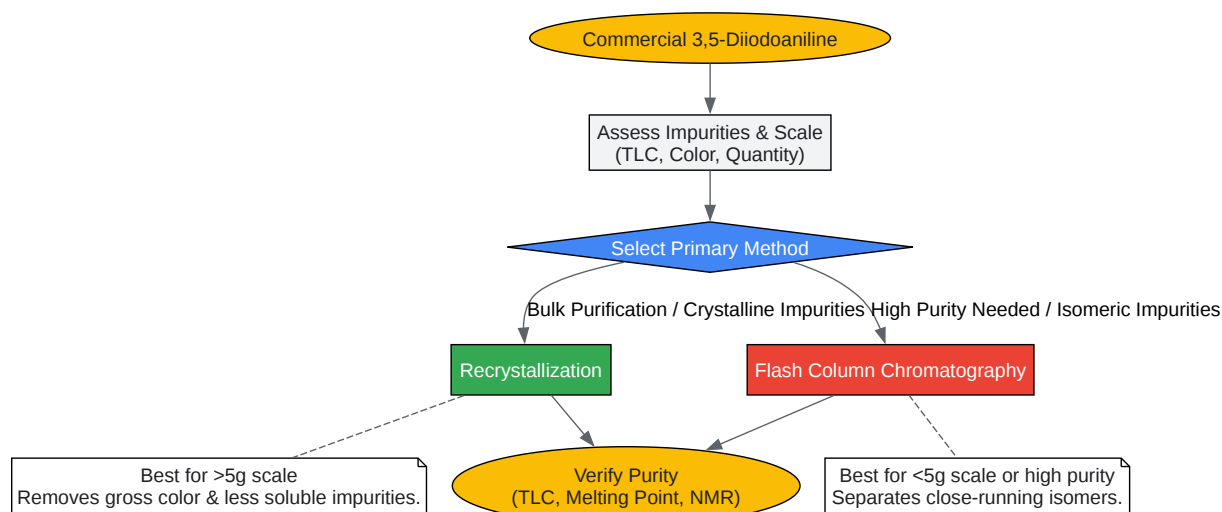 Commercial 3,5-Diiodoaniline
Assess Impurities & Scale
(TLC, Color, Quantity)
Select Primary Method
Bulk Purification / Crystalline Impurities
High Purity Needed / Isomeric Impurities
Recrystallization
Flash Column Chromatography
Best for >5g scale
Removes gross color & less soluble impurities.
Verify Purity
(TLC, Melting Point, NMR)
Best for <5g scale or high purity
Separates close-running isomers.